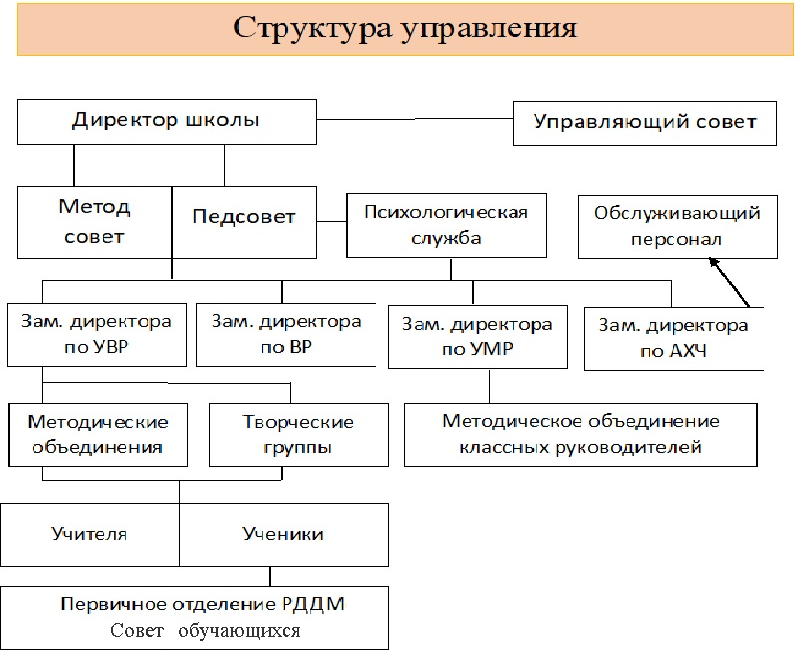 Структура управления
Директор школы
Управляющий совет
Метод
совет
Педсовет
Психологическая
служба
Обслуживающий
персонал
Зам. директора
по УВР
Зам. директора
по ВР
Зам. директора
по УМР
Зам. директора
по АХЧ
Методические
объединения
Творческие
группы
Методическое объединение
классных руководителей
Учителя
Ученики
Первичное отделение РДДМ
Совет обучающихся